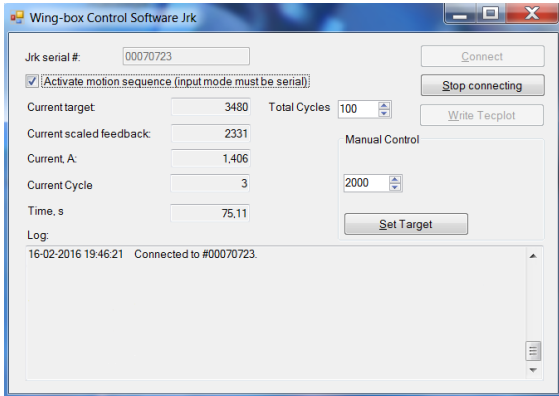 Wing-box Control Software Jrk
Jrk serial #: 00070723 Connect
Activate motion sequence (input mode must be serial) Stop connecting
Current target: 3480 Total Cycles 100 Write Tecplot
Current scaled feedback: 2331 Manual Control
Current, A: 1,406
Current Cycle 3 2000
Time, s 75,11 Set Target
Log:
16-02-2016 19:46:21 Connected to #00070723.